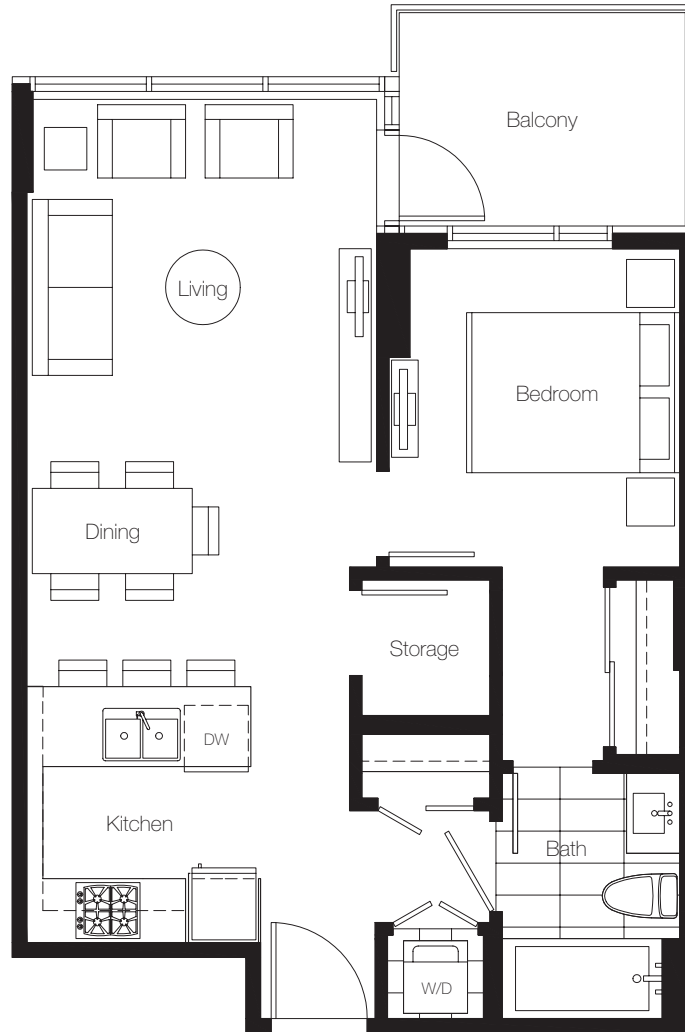 Balcony
Living
Bedroom
Dining
Storage
DW
Kitchen
Bath
W/D